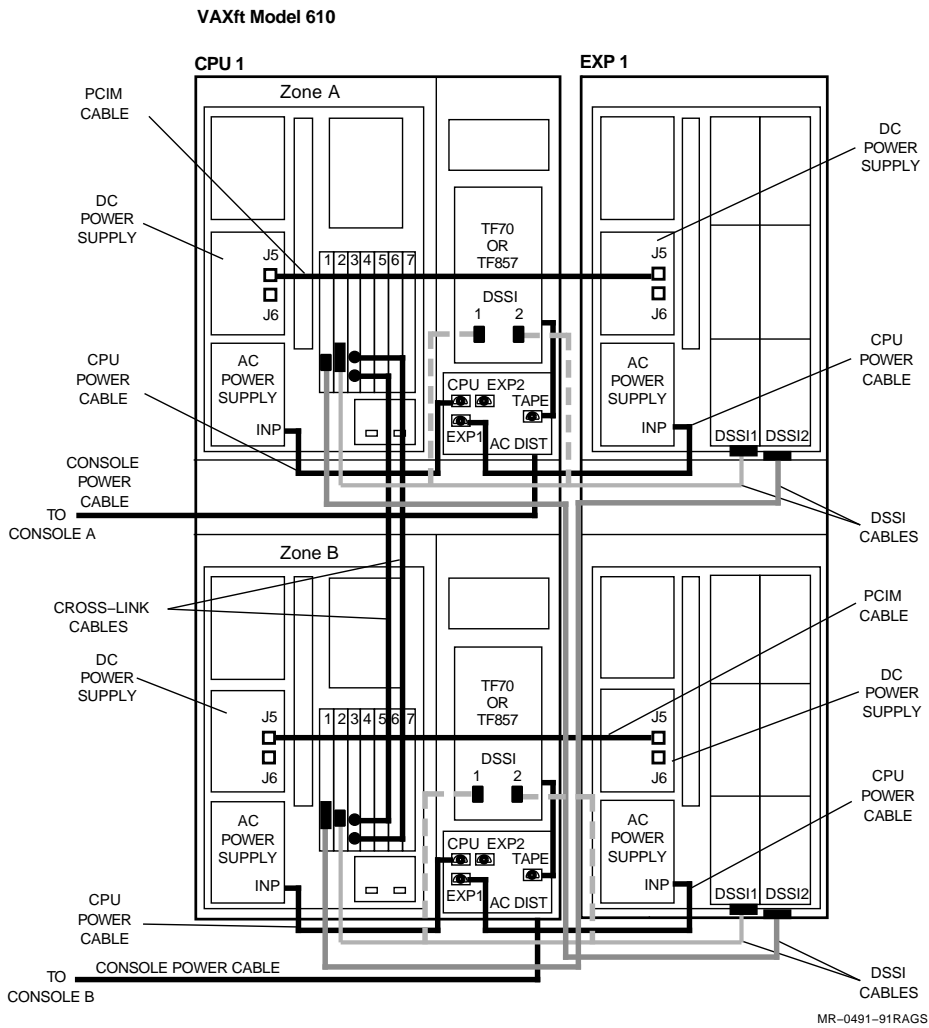 VAXft Model 610
CPU 1
EXP 1
Zone A
PCIM
CABLE
DC
POWER
SUPPLY
DC
POWER
SUPPLY
TF70
OR
TF857
J5
J6
1 2 3 4 5 6 7
DSSI
1 2
J5
J6
CPU
POWER
CABLE
AC
POWER
SUPPLY
INP
CPU EXP2
TAPE
EXP1
AC DIST
AC
POWER
SUPPLY
INP
DSSI1 DSSI2
CPU
POWER
CABLE
CONSOLE
POWER
CABLE
TO
CONSOLE A
DSSI
CABLES
Zone B
CROSS–LINK
CABLES
PCIM
CABLE
DC
POWER
SUPPLY
TF70
OR
TF857
DC
POWER
SUPPLY
J5
J6
1 2 3 4 5 6 7
DSSI
1 2
J5
J6
AC
POWER
SUPPLY
INP
CPU EXP2
TAPE
EXP1
AC DIST
AC
POWER
SUPPLY
INP
DSSI1 DSSI2
CPU
POWER
CABLE
CPU
POWER
CABLE
TO
CONSOLE B
CONSOLE POWER CABLE
DSSI
CABLES
MR–0491–91RAGS